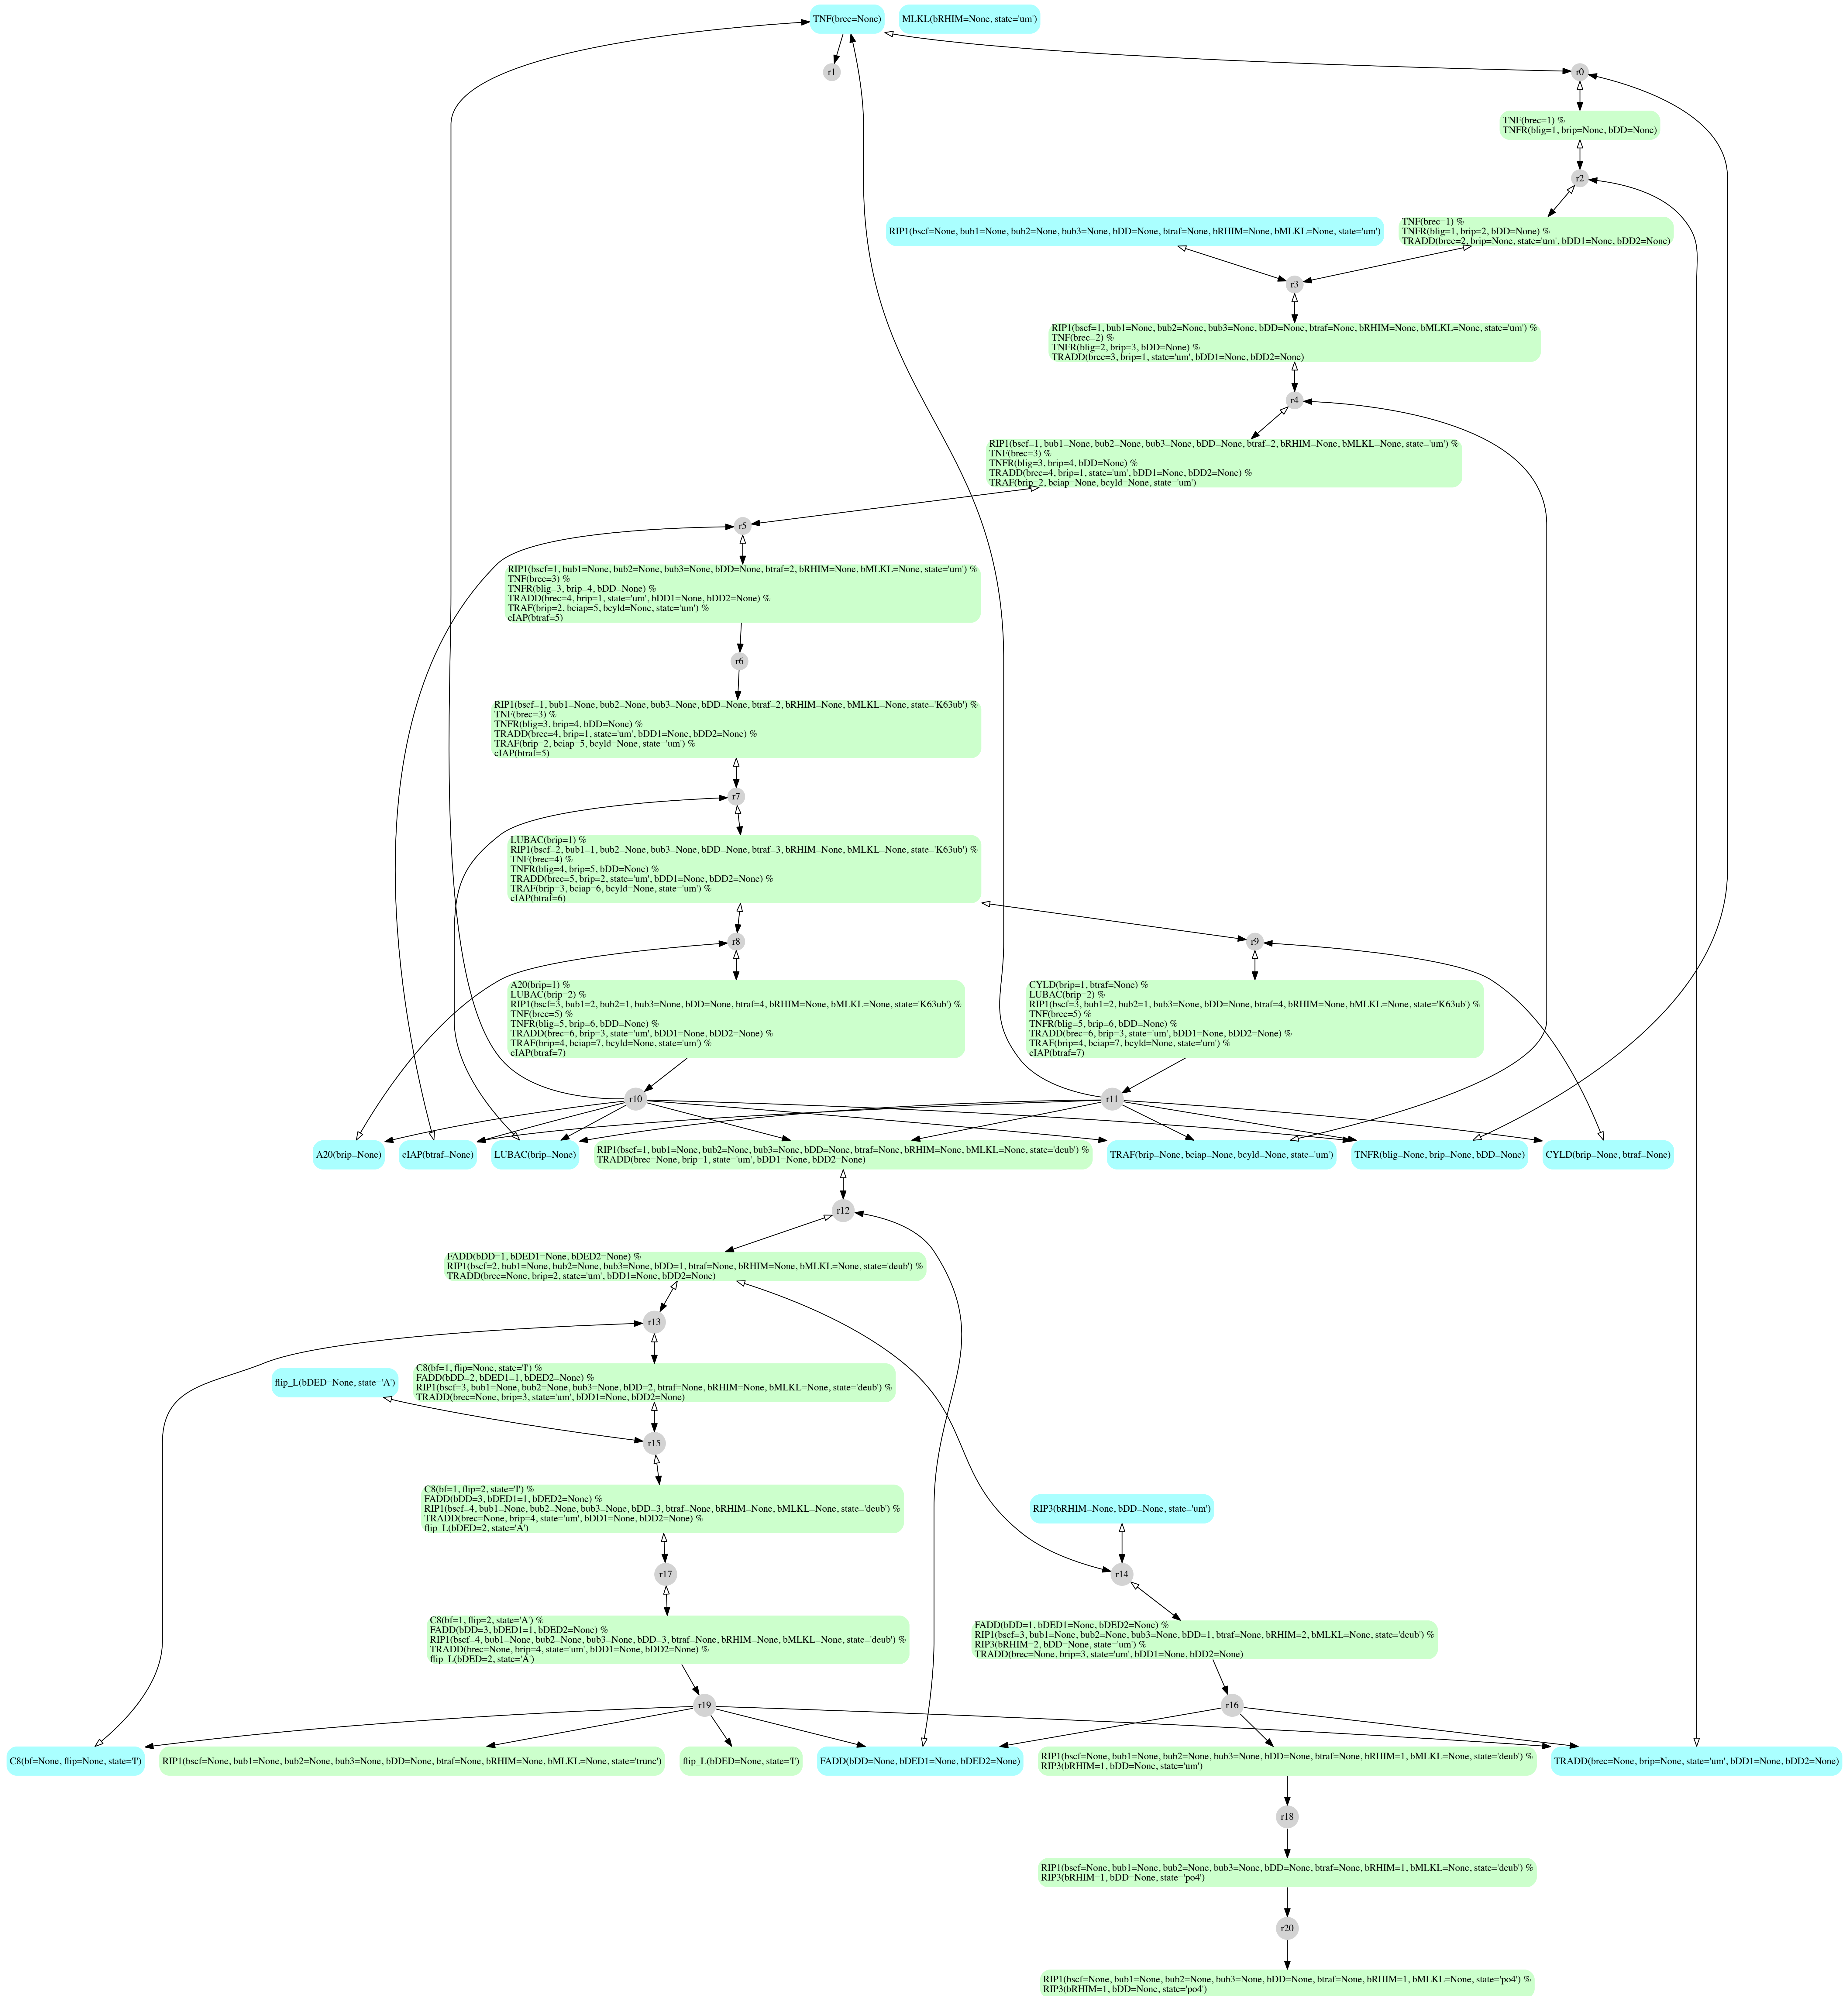 TNF(brec=None)
MLKL(bRHIM=None, state='um')
r1
r0
TNF(brec=1) %
TNFR(blig=1, brip=None, bDD=None)
r2
RIP1(bscf=None, bub1=None, bub2=None, bub3=None, bDD=None, btraf=None, bRHIM=None, bMLKL=None, state='um')
TNF(brec=1) %
TNFR(blig=1, brip=2, bDD=None) %
TRADD(brec=2, brip=None, state='um', bDD1=None, bDD2=None)
r3
RIP1(bscf=1, bub1=None, bub2=None, bub3=None, bDD=None, btraf=None, bRHIM=None, bMLKL=None, state='um') %
TNF(brec=2) %
TNFR(blig=2, brip=3, bDD=None) %
TRADD(brec=3, brip=1, state='um', bDD1=None, bDD2=None)
r4
RIP1(bscf=1, bub1=None, bub2=None, bub3=None, bDD=None, btraf=2, bRHIM=None, bMLKL=None, state='um') %
TNF(brec=3) %
TNFR(blig=3, brip=4, bDD=None) %
TRADD(brec=4, brip=1, state='um', bDD1=None, bDD2=None) %
TRAF(brip=2, bciap=None, bcyld=None, state='um')
r5
RIP1(bscf=1, bub1=None, bub2=None, bub3=None, bDD=None, btraf=2, bRHIM=None, bMLKL=None, state='um') %
TNF(brec=3) %
TNFR(blig=3, brip=4, bDD=None) %
TRADD(brec=4, brip=1, state='um', bDD1=None, bDD2=None) %
TRAF(brip=2, bciap=5, bcyld=None, state='um') %
cIAP(btraf=5)
r6
RIP1(bscf=1, bub1=None, bub2=None, bub3=None, bDD=None, btraf=2, bRHIM=None, bMLKL=None, state='K63ub') %
TNF(brec=3) %
TNFR(blig=3, brip=4, bDD=None) %
TRADD(brec=4, brip=1, state='um', bDD1=None, bDD2=None) %
TRAF(brip=2, bciap=5, bcyld=None, state='um') %
cIAP(btraf=5)
r7
LUBAC(brip=1) %
RIP1(bscf=2, bub1=1, bub2=None, bub3=None, bDD=None, btraf=3, bRHIM=None, bMLKL=None, state='K63ub') %
TNF(brec=4) %
TNFR(blig=4, brip=5, bDD=None) %
TRADD(brec=5, brip=2, state='um', bDD1=None, bDD2=None) %
TRAF(brip=3, bciap=6, bcyld=None, state='um') %
cIAP(btraf=6)
r8
r9
A20(brip=1) %
LUBAC(brip=2) %
RIP1(bscf=3, bub1=2, bub2=1, bub3=None, bDD=None, btraf=4, bRHIM=None, bMLKL=None, state='K63ub') %
TNF(brec=5) %
TNFR(blig=5, brip=6, bDD=None) %
TRADD(brec=6, brip=3, state='um', bDD1=None, bDD2=None) %
TRAF(brip=4, bciap=7, bcyld=None, state='um') %
cIAP(btraf=7)
CYLD(brip=1, btraf=None) %
LUBAC(brip=2) %
RIP1(bscf=3, bub1=2, bub2=1, bub3=None, bDD=None, btraf=4, bRHIM=None, bMLKL=None, state='K63ub') %
TNF(brec=5) %
TNFR(blig=5, brip=6, bDD=None) %
TRADD(brec=6, brip=3, state='um', bDD1=None, bDD2=None) %
TRAF(brip=4, bciap=7, bcyld=None, state='um') %
cIAP(btraf=7)
r10
r11
A20(brip=None)
cIAP(btraf=None)
LUBAC(brip=None)
RIP1(bscf=1, bub1=None, bub2=None, bub3=None, bDD=None, btraf=None, bRHIM=None, bMLKL=None, state='deub') %
TRADD(brec=None, brip=1, state='um', bDD1=None, bDD2=None)
TRAF(brip=None, bciap=None, bcyld=None, state='um')
TNFR(blig=None, brip=None, bDD=None)
CYLD(brip=None, btraf=None)
r12
FADD(bDD=1, bDED1=None, bDED2=None) %
RIP1(bscf=2, bub1=None, bub2=None, bub3=None, bDD=1, btraf=None, bRHIM=None, bMLKL=None, state='deub') %
TRADD(brec=None, brip=2, state='um', bDD1=None, bDD2=None)
r13
flip_L(bDED=None, state='A')
C8(bf=1, flip=None, state='I') %
FADD(bDD=2, bDED1=1, bDED2=None) %
RIP1(bscf=3, bub1=None, bub2=None, bub3=None, bDD=2, btraf=None, bRHIM=None, bMLKL=None, state='deub') %
TRADD(brec=None, brip=3, state='um', bDD1=None, bDD2=None)
r15
C8(bf=1, flip=2, state='I') %
FADD(bDD=3, bDED1=1, bDED2=None) %
RIP1(bscf=4, bub1=None, bub2=None, bub3=None, bDD=3, btraf=None, bRHIM=None, bMLKL=None, state='deub') %
TRADD(brec=None, brip=4, state='um', bDD1=None, bDD2=None) %
flip_L(bDED=2, state='A')
RIP3(bRHIM=None, bDD=None, state='um')
r17
r14
C8(bf=1, flip=2, state='A') %
FADD(bDD=3, bDED1=1, bDED2=None) %
RIP1(bscf=4, bub1=None, bub2=None, bub3=None, bDD=3, btraf=None, bRHIM=None, bMLKL=None, state='deub') %
TRADD(brec=None, brip=4, state='um', bDD1=None, bDD2=None) %
flip_L(bDED=2, state='A')
FADD(bDD=1, bDED1=None, bDED2=None) %
RIP1(bscf=3, bub1=None, bub2=None, bub3=None, bDD=1, btraf=None, bRHIM=2, bMLKL=None, state='deub') %
RIP3(bRHIM=2, bDD=None, state='um') %
TRADD(brec=None, brip=3, state='um', bDD1=None, bDD2=None)
r19
r16
C8(bf=None, flip=None, state='I')
RIP1(bscf=None, bub1=None, bub2=None, bub3=None, bDD=None, btraf=None, bRHIM=None, bMLKL=None, state='trunc')
flip_L(bDED=None, state='I')
FADD(bDD=None, bDED1=None, bDED2=None)
RIP1(bscf=None, bub1=None, bub2=None, bub3=None, bDD=None, btraf=None, bRHIM=1, bMLKL=None, state='deub') %
RIP3(bRHIM=1, bDD=None, state='um')
TRADD(brec=None, brip=None, state='um', bDD1=None, bDD2=None)
r18
RIP1(bscf=None, bub1=None, bub2=None, bub3=None, bDD=None, btraf=None, bRHIM=1, bMLKL=None, state='deub') %
RIP3(bRHIM=1, bDD=None, state='po4')
r20
RIP1(bscf=None, bub1=None, bub2=None, bub3=None, bDD=None, btraf=None, bRHIM=1, bMLKL=None, state='po4') %
RIP3(bRHIM=1, bDD=None, state='po4')